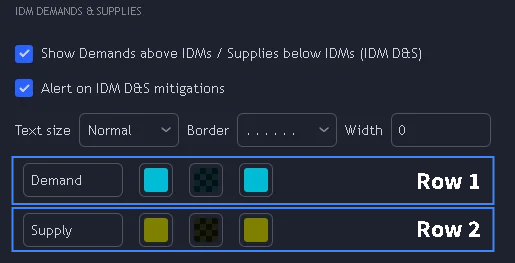 IDM DEMANDS & SUPPLIES
Show Demands above IDMs / Supplies below IDMs (IDM D&S)
Alert on IDM D&S mitigations
Text size Normal Border ...... Width 0
Demand Row 1
Supply Row 2